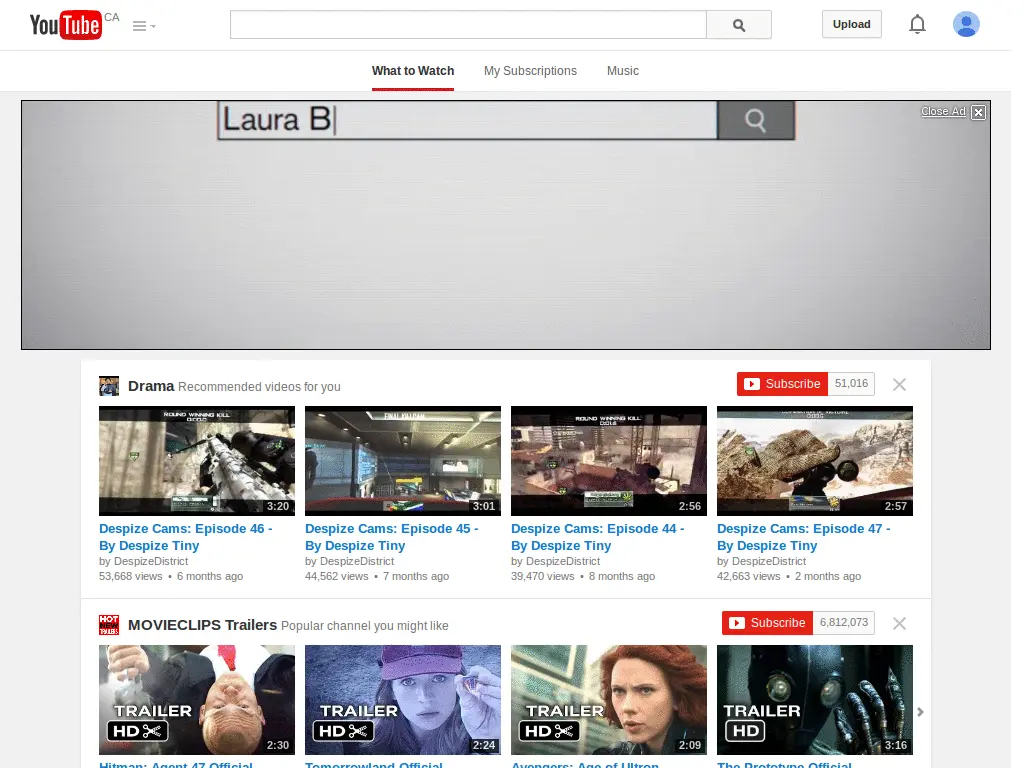 YouTube CA
Upload
What to Watch My Subscriptions Music
Laura B
Close Ad
Drama Recommended videos for you
Subscribe 51,016
ROUND WINNING KILL
3:20
FINAL KILLCAM
3:01
ROUND WINNING KILL
2:56
2:57
Despize Cams: Episode 46 -
By Despize Tiny
by DespizeDistrict
53,668 views • 6 months ago
Despize Cams: Episode 45 -
By Despize Tiny
by DespizeDistrict
44,562 views • 7 months ago
Despize Cams: Episode 44 -
By Despize Tiny
by DespizeDistrict
39,470 views • 8 months ago
Despize Cams: Episode 47 -
By Despize Tiny
by DespizeDistrict
42,663 views • 2 months ago
HOT
NEW
TRAILERS
MOVIECLIPS Trailers Popular channel you might like
Subscribe 6,812,073
TRAILER
HD
2:30
TRAILER
HD
2:24
TRAILER
HD
2:09
TRAILER
HD
3:16
Hitman: Agent 47 Official
Tomorrowland Official
Avengers: Age of Ultron
The Prototype Official